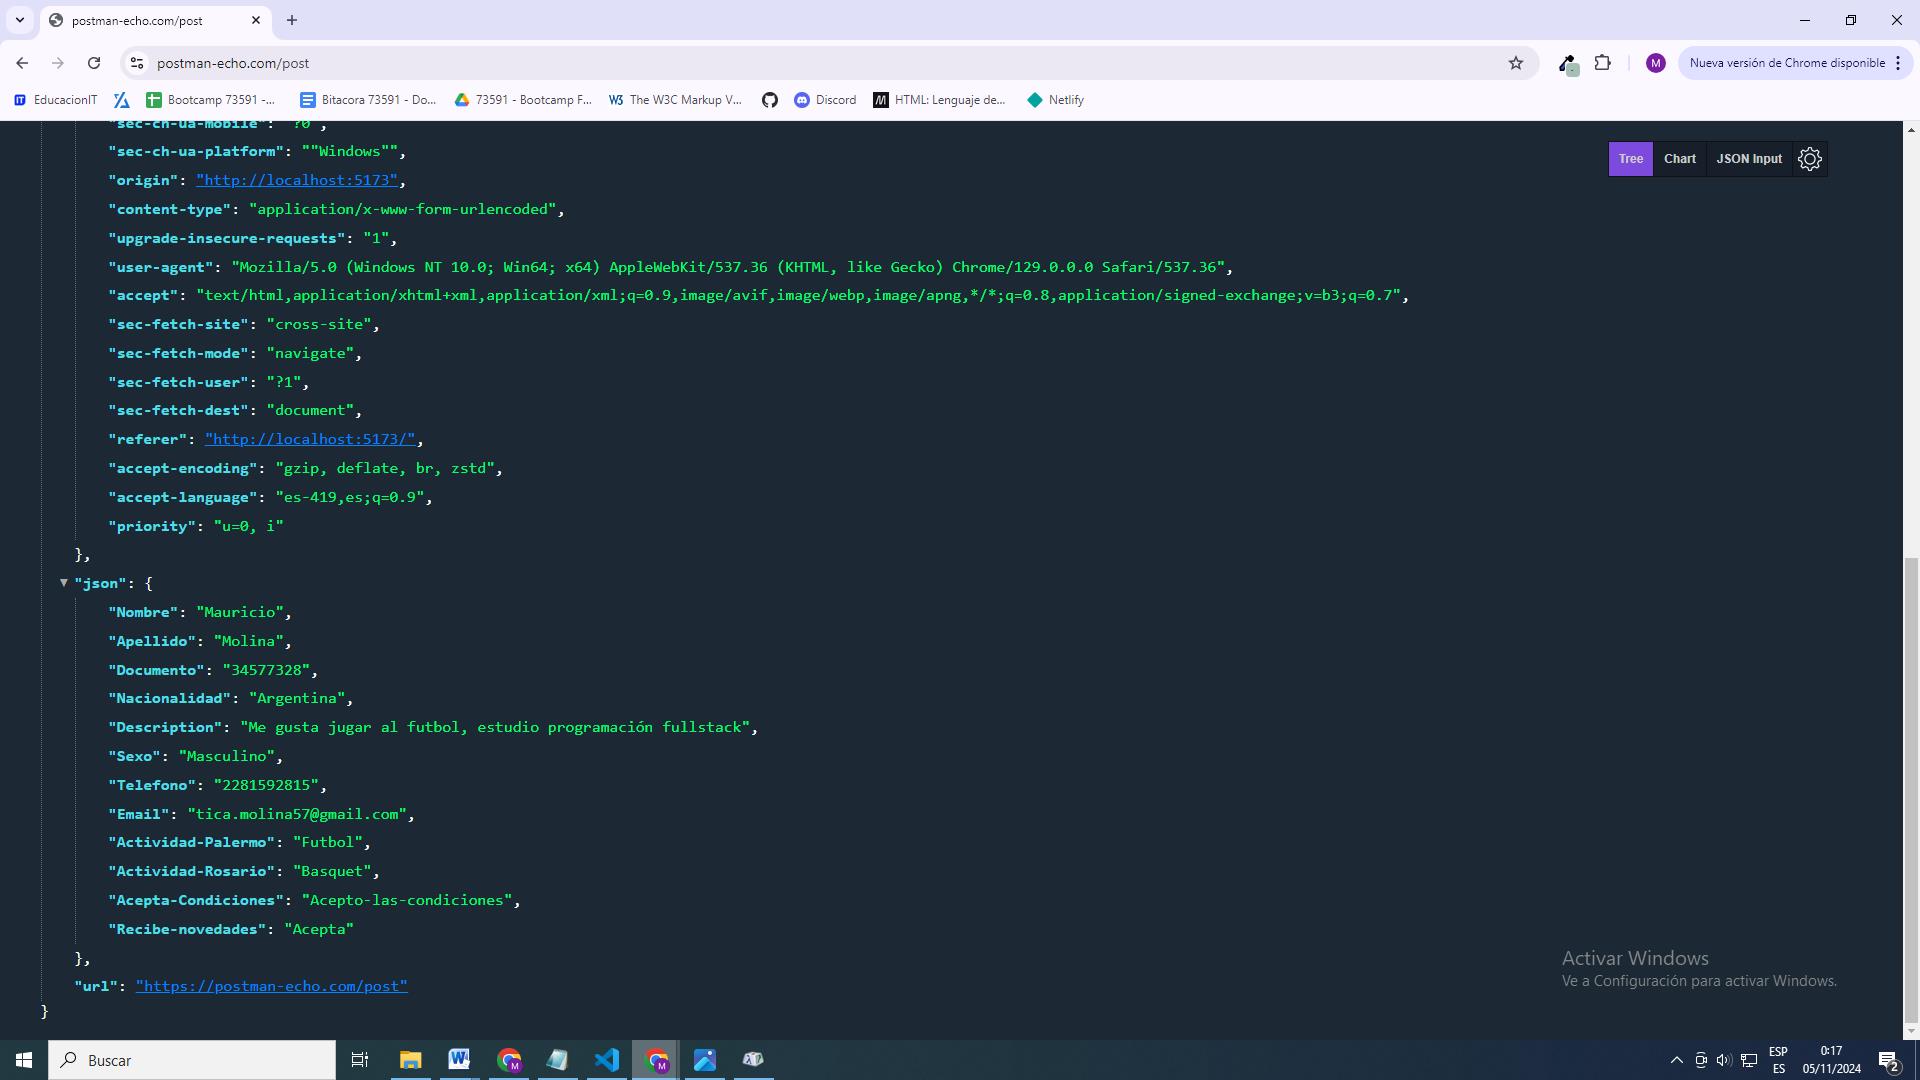 postman-echo.com/post
postman-echo.com/post
M
Nueva versión de Chrome disponible
EducacionIT
Bootcamp 73591 -...
Bitacora 73591 - Do...
73591 - Bootcamp F...
W3 The W3C Markup V...
Discord
M HTML: Lenguaje de...
Netlify
"sec-ch-ua-mobile": "?0",
"sec-ch-ua-platform": ""Windows"",
Tree
Chart
JSON Input
"origin": "http://localhost:5173",
"content-type": "application/x-www-form-urlencoded",
"upgrade-insecure-requests": "1",
"user-agent": "Mozilla/5.0 (Windows NT 10.0; Win64; x64) AppleWebKit/537.36 (KHTML, like Gecko) Chrome/129.0.0.0 Safari/537.36",
"accept": "text/html,application/xhtml+xml,application/xml;q=0.9,image/avif,image/webp,image/apng,*/*;q=0.8,application/signed-exchange;v=b3;q=0.7",
"sec-fetch-site": "cross-site",
"sec-fetch-mode": "navigate",
"sec-fetch-user": "?1",
"sec-fetch-dest": "document",
"referer": "http://localhost:5173/",
"accept-encoding": "gzip, deflate, br, zstd",
"accept-language": "es-419,es;q=0.9",
"priority": "u=0, i"
},
"json": {
"Nombre": "Mauricio",
"Apellido": "Molina",
"Documento": "34577328",
"Nacionalidad": "Argentina",
"Description": "Me gusta jugar al futbol, estudio programación fullstack",
"Sexo": "Masculino",
"Telefono": "2281592815",
"Email": "tica.molina57@gmail.com",
"Actividad-Palermo": "Futbol",
"Actividad-Rosario": "Basquet",
"Acepta-Condiciones": "Acepto-las-condiciones",
"Recibe-novedades": "Acepta"
},
"url": "https://postman-echo.com/post"
}
Activar Windows
Ve a Configuración para activar Windows.
Buscar
ESP
ES
0:17
05/11/2024
2